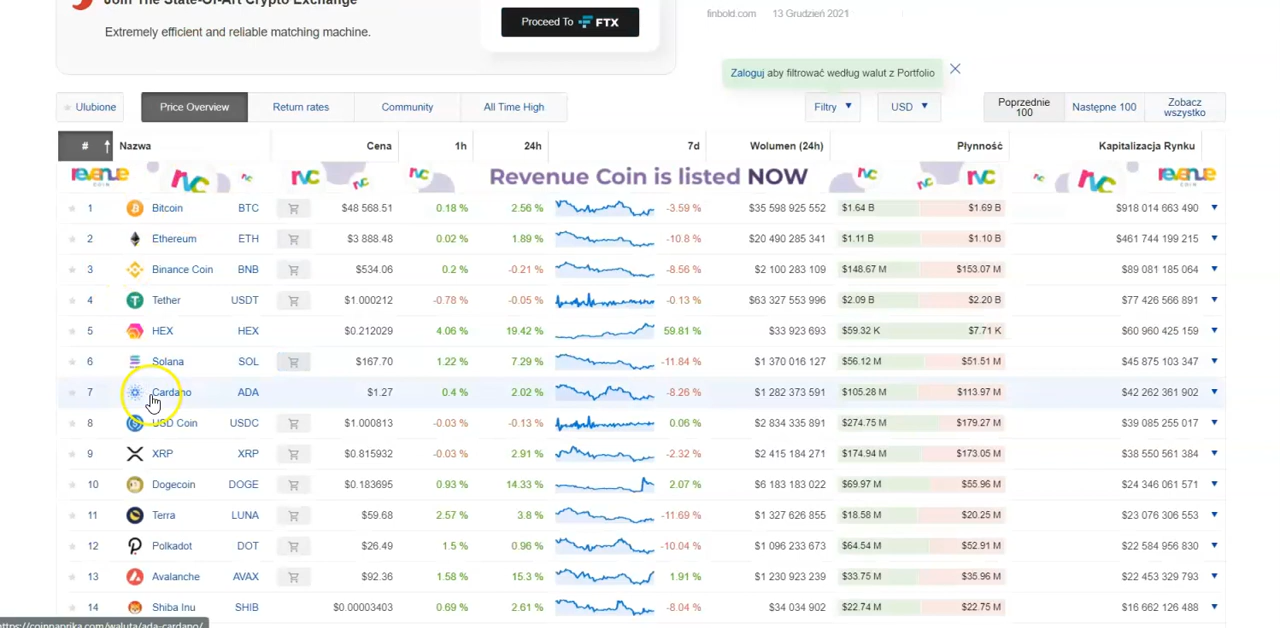 Join The State-Of-Art Crypto Exchange
Extremely efficient and reliable matching machine.
Proceed To FTX
finbold.com 13 Grudzień 2021
Zaloguj aby filtrować według walut z Portfolio
Ulubione Price Overview Return rates Community All Time High Filtry ▼ USD ▼ Poprzednie 100 Następne 100 Zobacz wszystko
# Nazwa Cena 1h 24h 7d Wolumen (24h) Płynność Kapitalizacja Rynku
revenue COIN rvc rvc rvc rvc rvc Revenue Coin is listed NOW rvc rvc rvc rvc rvc revenue COIN
1 Bitcoin BTC $48 568.51 0.18 % 2.56 % -3.59 % $35 598 925 552 $1.64 B $1.69 B $918 014 663 490
2 Ethereum ETH $3 888.48 0.02 % 1.89 % -10.8 % $20 490 285 341 $1.11 B $1.10 B $461 744 199 215
3 Binance Coin BNB $534.06 0.2 % -0.21 % -8.56 % $2 100 283 109 $148.67 M $153.07 M $89 081 185 064
4 Tether USDT $1.000212 -0.78 % -0.05 % -0.13 % $63 327 553 996 $2.09 B $2.20 B $77 426 566 891
5 HEX HEX $0.212029 4.06 % 19.42 % 59.81 % $33 923 693 $59.32 K $7.71 K $60 960 425 159
6 Solana SOL $167.70 1.22 % 7.29 % -11.84 % $1 370 016 127 $56.12 M $51.51 M $45 875 103 347
7 Cardano ADA $1.27 0.4 % 2.02 % -8.26 % $1 282 373 591 $105.28 M $113.97 M $42 262 361 902
8 USD Coin USDC $1.000813 -0.03 % -0.13 % 0.06 % $2 834 335 891 $274.75 M $179.27 M $39 085 255 017
9 XRP XRP $0.815932 -0.03 % 2.91 % -2.32 % $2 415 184 271 $174.94 M $173.05 M $38 550 561 384
10 Dogecoin DOGE $0.183695 0.93 % 14.33 % 2.07 % $6 183 183 022 $69.97 M $55.96 M $24 346 061 571
11 Terra LUNA $59.68 2.57 % 3.8 % -11.69 % $1 327 626 855 $18.58 M $20.25 M $23 076 306 553
12 Polkadot DOT $26.49 1.5 % 0.96 % -10.04 % $1 096 233 673 $64.54 M $52.91 M $22 584 956 830
13 Avalanche AVAX $92.36 1.58 % 15.3 % 1.91 % $1 230 923 239 $33.75 M $35.96 M $22 453 329 793
14 Shiba Inu SHIB $0.00003403 0.69 % 2.61 % -8.04 % $34 034 902 $22.74 M $22.75 M $16 662 126 488
https://coinpaprika.com/waluta/ada-cardano/